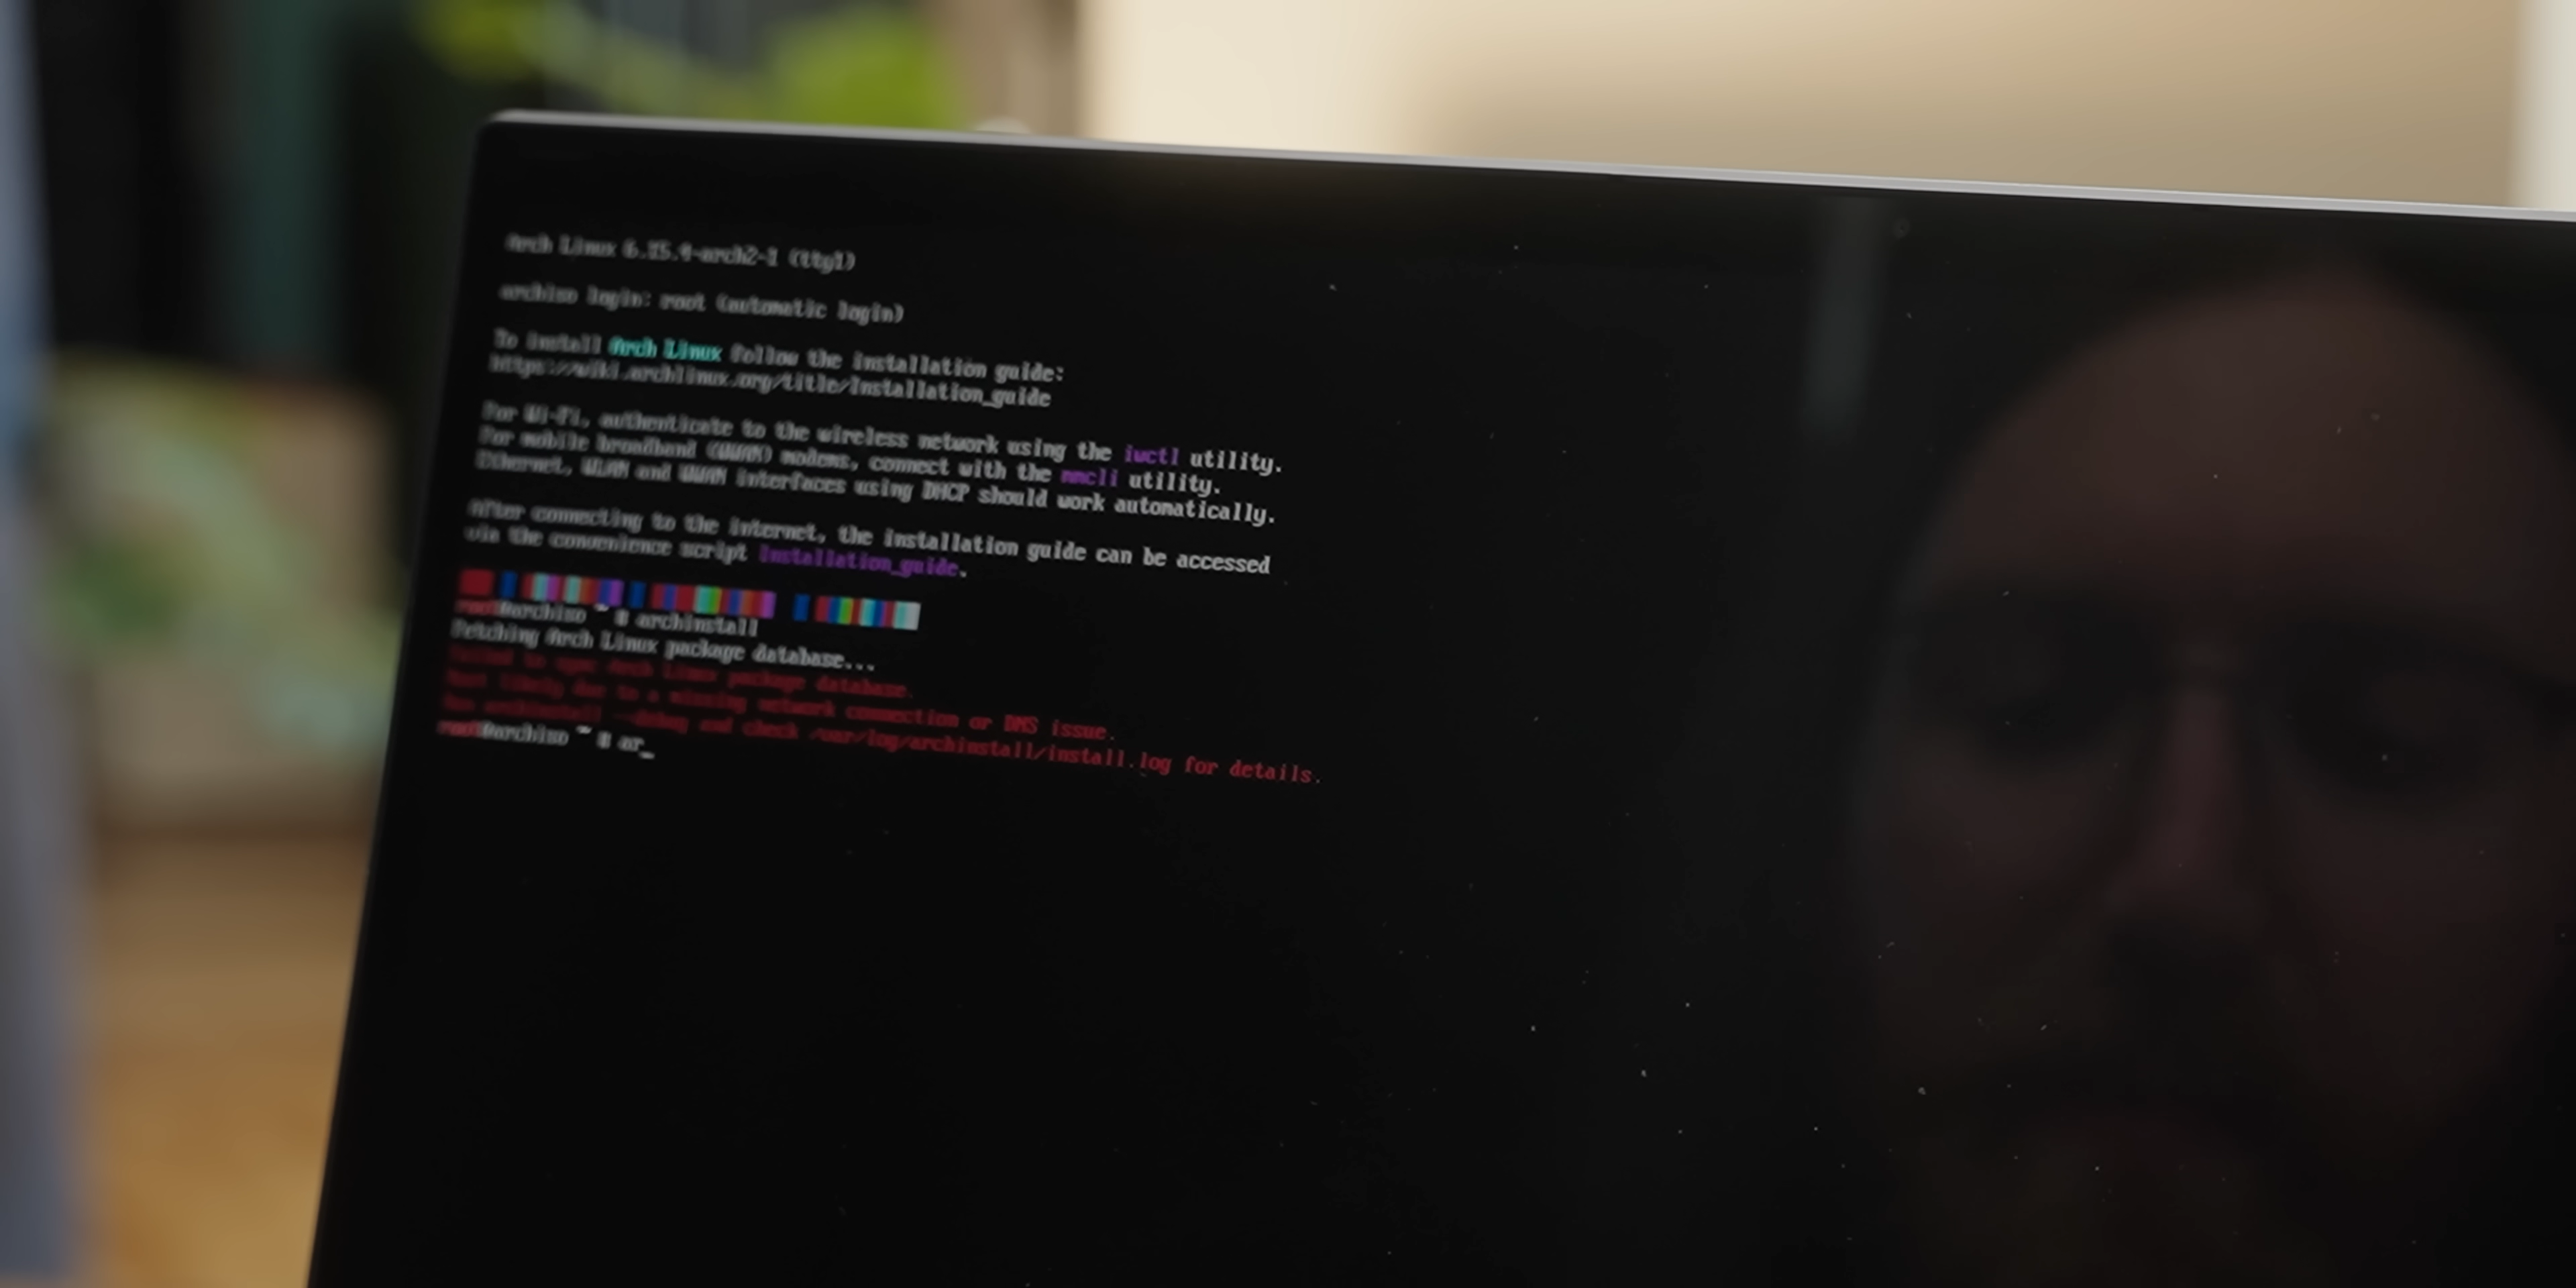 Arch Linux 6.15.4-arch2-1 (tty1)
archiso login: root (automatic login)
To install Arch Linux follow the installation guide:
https://wiki.archlinux.org/title/Installation_guide
For Wi-Fi, authenticate to the wireless network using the iwctl utility.
For mobile broadband (WWAN) modems, connect with the mmcli utility.
Ethernet, WLAN and WWAN interfaces using DHCP should work automatically.
After connecting to the internet, the installation guide can be accessed
via the convenience script Installation_guide.
root@archiso ~ # archinstall
Fetching Arch Linux package database...
Failed to sync Arch Linux package database.
Most likely due to a missing network connection or DNS issue.
Run archinstall --debug and check /var/log/archinstall/install.log for details.
root@archiso ~ # ar_